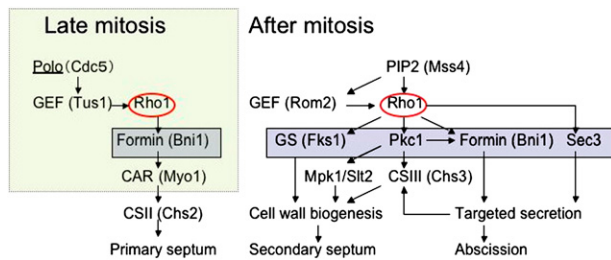 Late mitosis
After mitosis
Polo(Cdc5)
GEF (Tus1)
Rho1
Formin (Bni1)
CAR (Myo1)
CSII (Chs2)
Primary septum
PIP2 (Mss4)
GEF (Rom2)
Rho1
GS (Fks1)
Pkc1
Formin (Bni1)
Sec3
Mpk1/Slt2
CSIII (Chs3)
Cell wall biogenesis
Targeted secretion
Secondary septum
Abscission